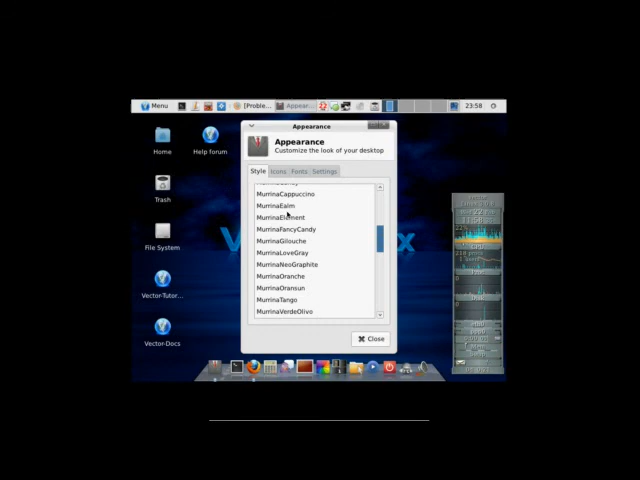 Menu
[Proble...
Appear...
23:58
Home
Help forum
Trash
File System
Vector-Tutor...
Vector-Docs
Appearance
Appearance
Customize the look of your desktop
Style Icons Fonts Settings
MurrinaCappuccino
MurrinaEalm
MurrinaElement
MurrinaFancyCandy
MurrinaGilouche
MurrinaLoveGray
MurrinaNeoGraphite
MurrinaOranche
MurrinaOransun
MurrinaTango
MurrinaVerdeOlivo
Close